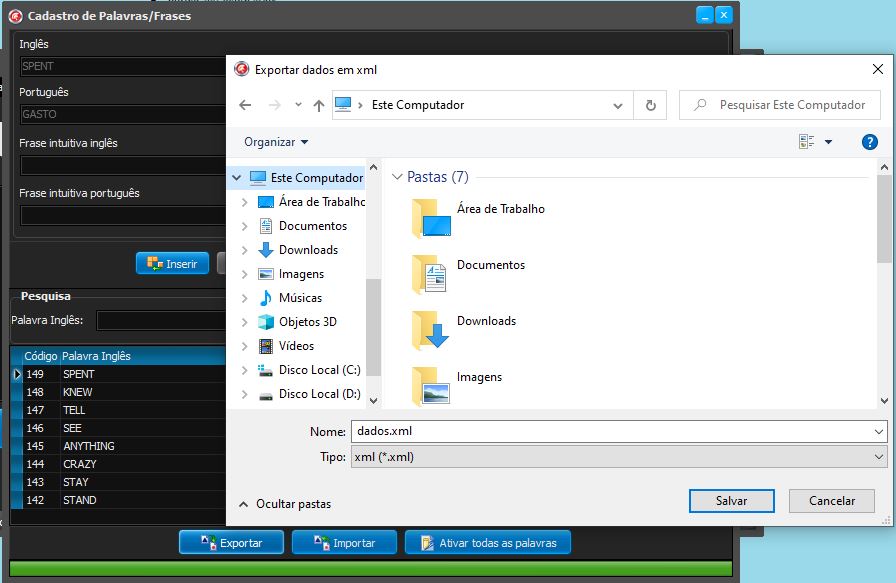 Cadastro de Palavras/Frases
Inglês
SPENT
Português
GASTO
Frase intuitiva inglês
Frase intuitiva português
Inserir
Pesquisa
Palavra Inglês:
Código Palavra Inglês
149 SPENT
148 KNEW
147 TELL
146 SEE
145 ANYTHING
144 CRAZY
143 STAY
142 STAND
Exportar Importar Ativar todas as palavras
Exportar dados em xml
Este Computador
Pesquisar Este Computador
Organizar
Este Computador
Área de Trabalho
Documentos
Downloads
Imagens
Músicas
Objetos 3D
Vídeos
Disco Local (C:)
Disco Local (D:)
Pastas (7)
Área de Trabalho
Documentos
Downloads
Imagens
Nome: dados.xml
Tipo: xml (*.xml)
Ocultar pastas
Salvar Cancelar